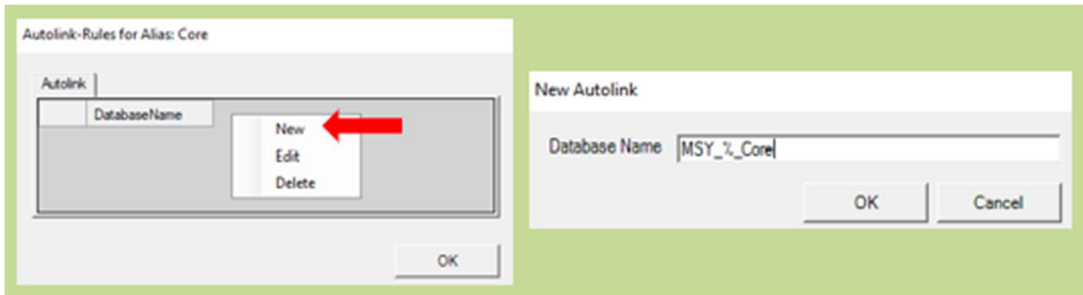 Autolink-Rules for Alias: Core
Autolink
DatabaseName
New
Edit
Delete
OK
New Autolink
Database Name MSY_%_Core
OK Cancel